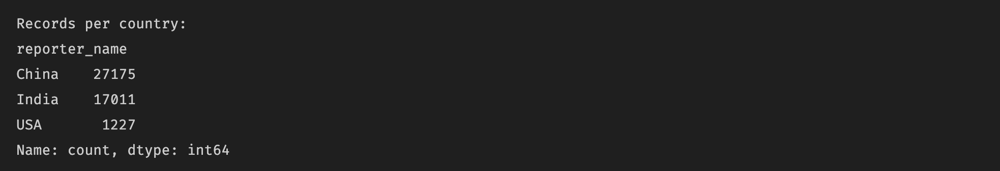 Records per country:
reporter_name
China    27175
India    17011
USA       1227
Name: count, dtype: int64